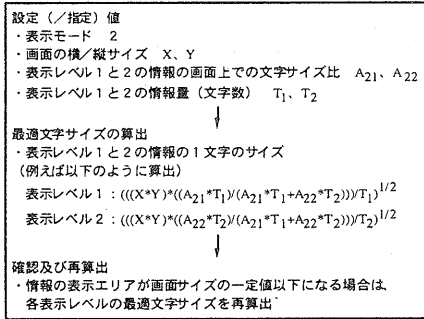 設定（／指定）値
・表示モード　2
・画面の横／縦サイズ　X、Y
・表示レベル1と2の情報の画面上での文字サイズ比　A21、A22
・表示レベル1と2の情報量（文字数）　T1、T2
↓
最適文字サイズの算出
・表示レベル1と2の情報の1文字のサイズ
（例えば以下のように算出）
表示レベル1：(((X*Y)*((A21*T1)/(A21*T1+A22*T2)))/T1)1/2
表示レベル2：(((X*Y)*((A22*T2)/(A21*T1+A22*T2)))/T2)1/2
↓
確認及び再算出
・情報の表示エリアが画面サイズの一定値以下になる場合は、
各表示レベルの最適文字サイズを再算出